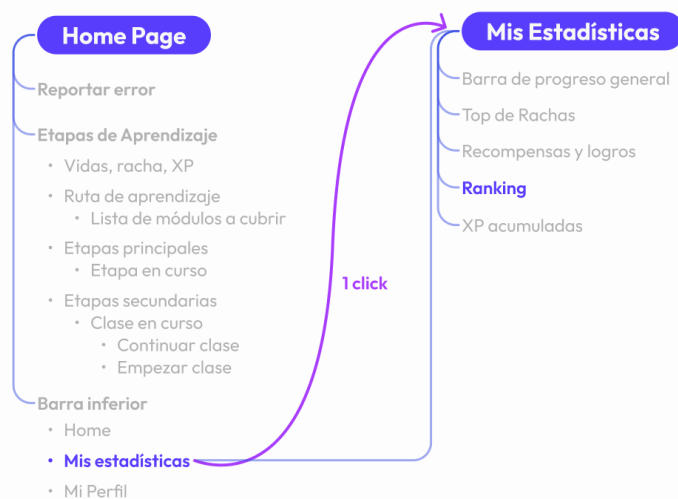 Home Page
Reportar error
Etapas de Aprendizaje
• Vidas, racha, XP
• Ruta de aprendizaje
• Lista de módulos a cubrir
• Etapas principales
• Etapa en curso
• Etapas secundarias
• Clase en curso
• Continuar clase
• Empezar clase
Barra inferior
• Home
• Mis estadísticas
• Mi Perfil
1 click
Mis Estadísticas
Barra de progreso general
Top de Rachas
Recompensas y logros
Ranking
XP acumuladas